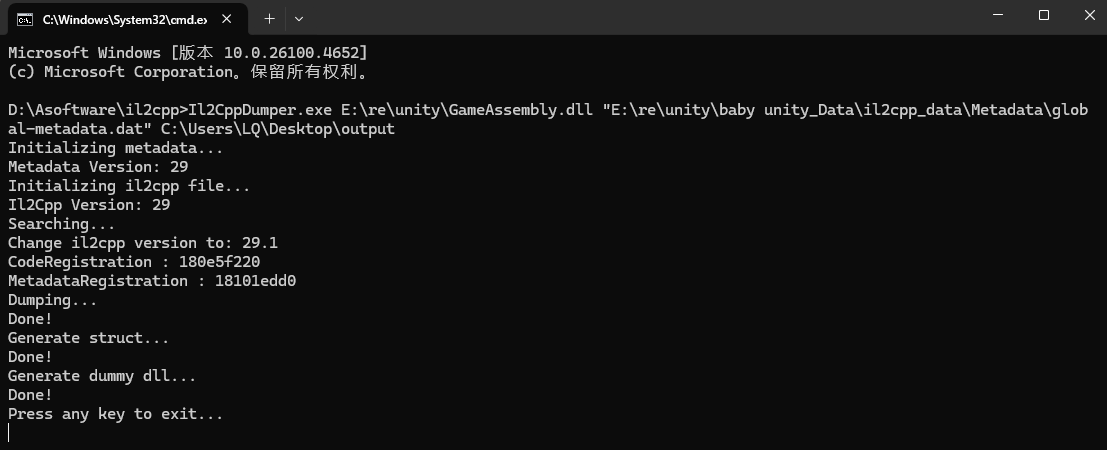 C:\Windows\System32\cmd.ex
Microsoft Windows [版本 10.0.26100.4652]
(c) Microsoft Corporation。保留所有权利。
D:\Asoftware\il2cpp>Il2CppDumper.exe E:\re\unity\GameAssembly.dll "E:\re\unity\baby unity_Data\il2cpp_data\Metadata\glob
al-metadata.dat" C:\Users\LQ\Desktop\output
Initializing metadata...
Metadata Version: 29
Initializing il2cpp file...
Il2Cpp Version: 29
Searching...
Change il2cpp version to: 29.1
CodeRegistration : 180e5f220
MetadataRegistration : 18101edd0
Dumping...
Done!
Generate struct...
Done!
Generate dummy dll...
Done!
Press any key to exit...